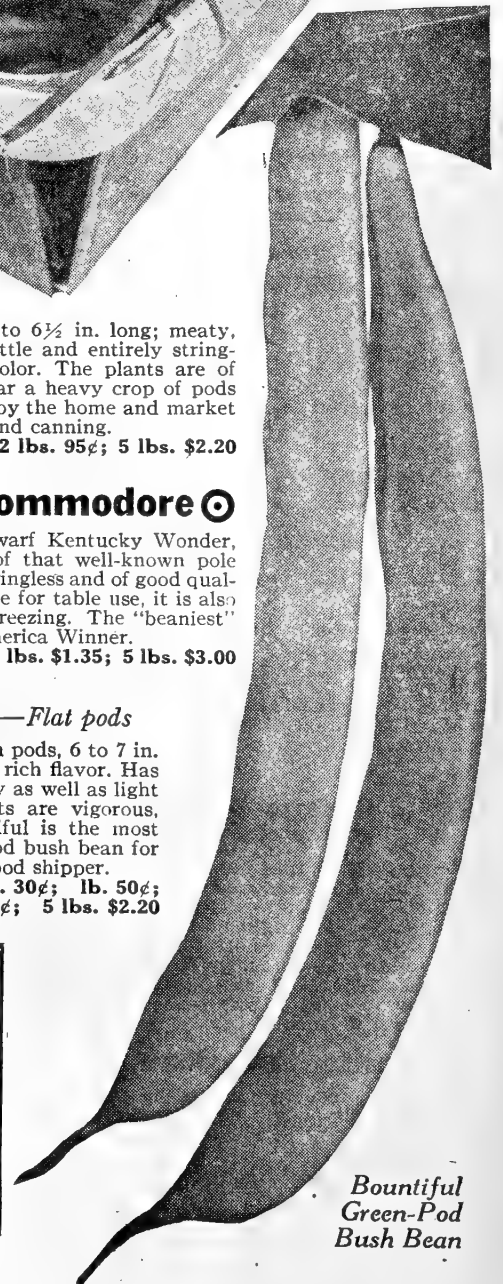 to 6½ in. long; meaty,
ttle and entirely string-
olor. The plants are of
ar a heavy crop of pods
by the home and market
nd canning.
2 lbs. 95¢; 5 lbs. $2.20
ommodore
warf Kentucky Wonder,
of that well-known pole
ringless and of good qual-
e for table use, it is also
reezing. The "beaniest"
nerica Winner.
lbs. $1.35; 5 lbs. $3.00
—Flat pods
n pods, 6 to 7 in.
rich flavor. Has
y as well as light
ts are vigorous,
iful is the most
od bush bean for
ood shipper.
. 30¢; lb. 50¢;
¢; 5 lbs. $2.20
Bountiful
Green-Pod
Bush Bean